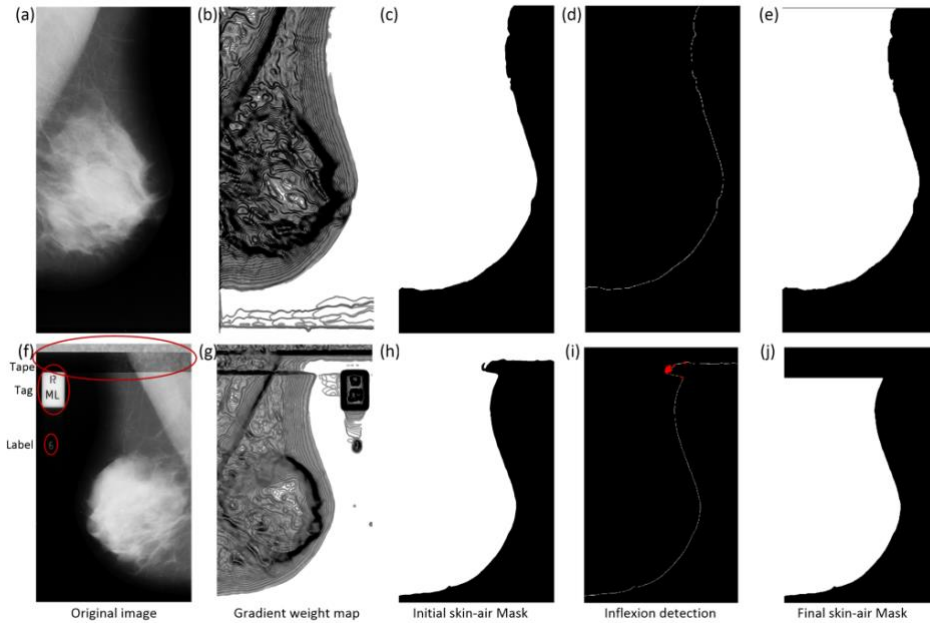 (a) (b) (c) (d) (e)
(f) (g) (h) (i) (j)
Tape
R
Tag ML
Label 6
Original image Gradient weight map Initial skin-air Mask Inflexion detection Final skin-air Mask